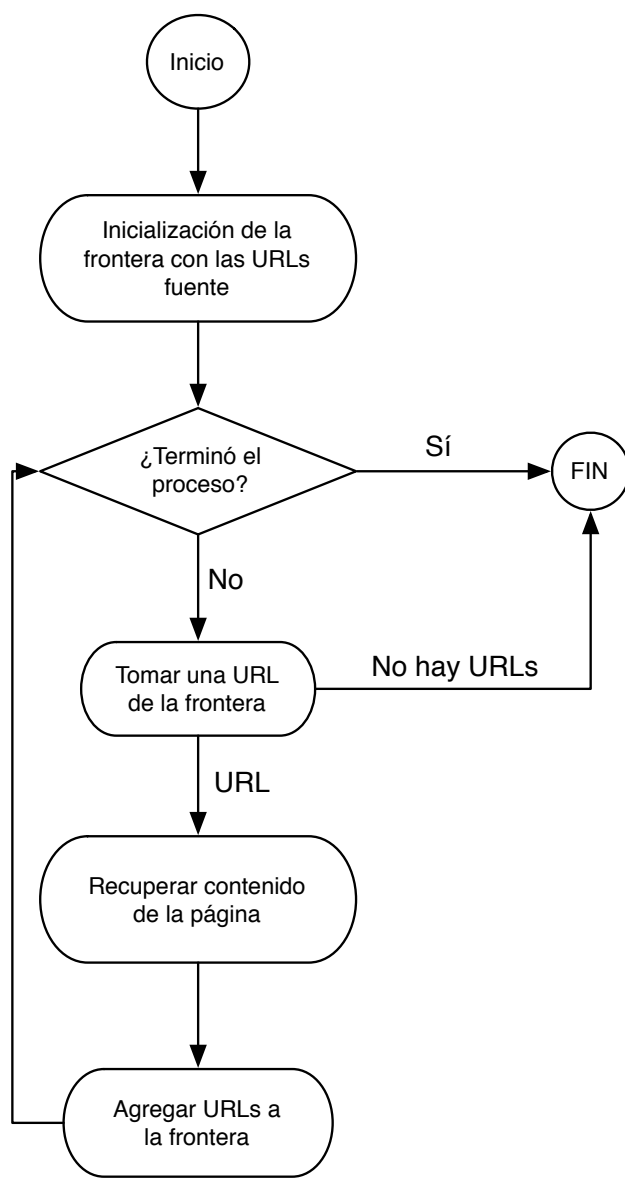 Inicio
Inicialización de la
frontera con las URLs
fuente
¿Terminó el
proceso?
Sí
FIN
No
Tomar una URL
de la frontera
No hay URLs
URL
Recuperar contenido
de la página
Agregar URLs a
la frontera